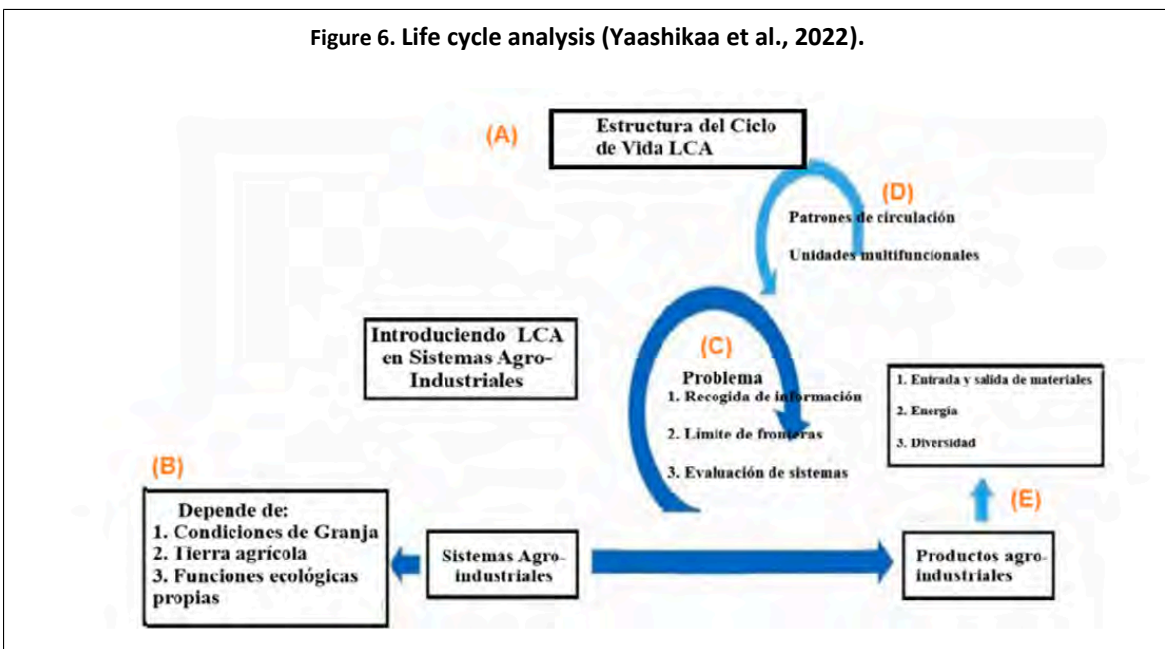 Figure 6. Life cycle analysis (Yaashikaa et al., 2022).
(A)
Estructura del Ciclo
de Vida LCA
(D)
Patrones de circulación
Unidades multifuncionales
Introduciendo LCA
en Sistemas Agro-
Industriales
(C)
Problema
1. Recogida de información
2. Límite de fronteras
3. Evaluación de sistemas
1. Entrada y salida de materiales
2. Energía
3. Diversidad
(B)
Depende de:
1. Condiciones de Granja
2. Tierra agrícola
3. Funciones ecológicas
propias
Sistemas Agro-
industriales
(E)
Productos agro-
industriales